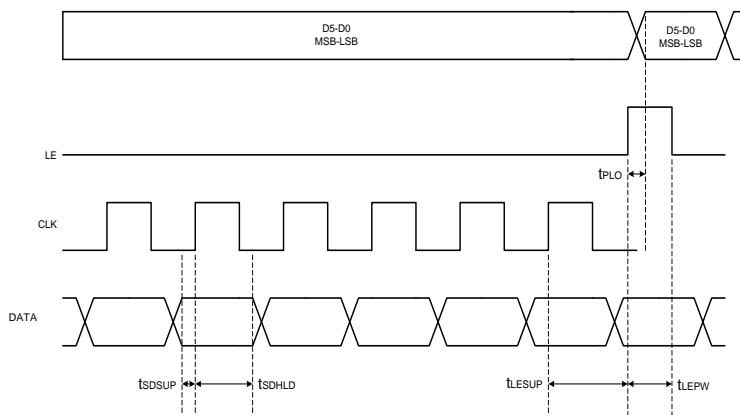 D5-D0
MSB-LSB
D5-D0
MSB-LSB
LE
tPLO
CLK
DATA
tSDSUP
tSDHLD
tLESUP
tLEPW